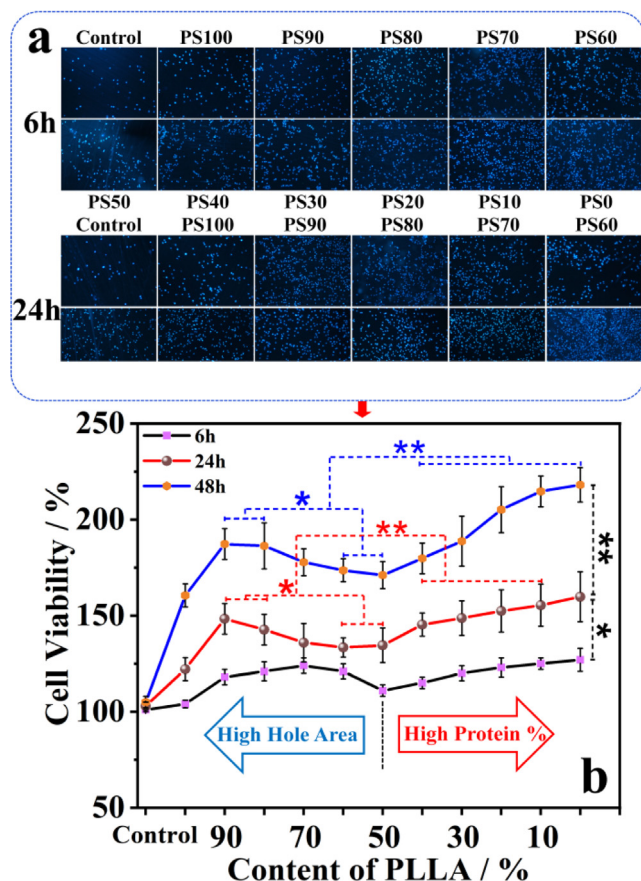 a
Control PS100 PS90 PS80 PS70 PS60
6h
PS50 PS40 PS30 PS20 PS10 PS0
Control PS100 PS90 PS80 PS70 PS60
24h
250
200
150
100
50
Cell Viability / %
6h
24h
48h
**
*
**
*
**
*
High Hole Area
High Protein %
b
Control 90 70 50 30 10
Content of PLLA / %